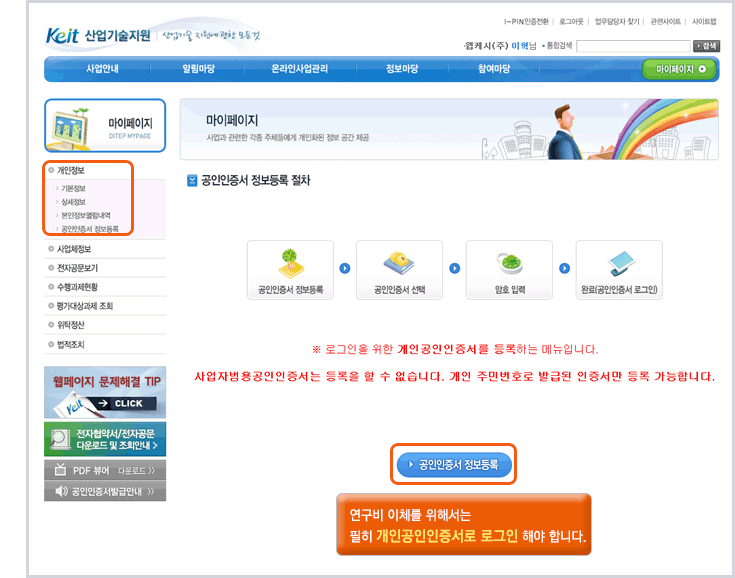 I-PIN인증전환 | 로그아웃 | 업무담당자 찾기 | 관련사이트 | 사이트맵
Keit 산업기술지원 산업기술 지원에 관한 모든것
웹케시(주) 이혁님 • 통합검색 검색
사업안내 알림마당 온라인사업관리 정보마당 참여마당 마이페이지
마이페이지
DITEP MYPAGE
마이페이지
사업과 관련한 각종 주체들에게 개인화된 정보 공간 제공
개인정보
기본정보
상세정보
본인정보열람내역
공인인증서 정보등록
사업체정보
전자공문보기
수행과제현황
평가대상과제 조회
위탁정산
법적조치
공인인증서 정보등록 절차
공인인증서 정보등록 공인인증서 선택 암호 입력 완료(공인인증서 로그인)
※ 로그인을 위한 개인공인인증서를 등록하는 메뉴입니다.
사업자범용공인인증서는 등록을 할 수 없습니다. 개인 주민번호로 발급된 인증서만 등록 가능합니다.
웹페이지 문제해결 TIP
Keit → CLICK
전자협약서/전자공문
다운로드 및 조회안내 >
PDF 뷰어 다운로드 >>
공인인증서발급안내 >>
공인인증서 정보등록
연구비 이체를 위해서는
필히 개인공인인증서로 로그인 해야 합니다.